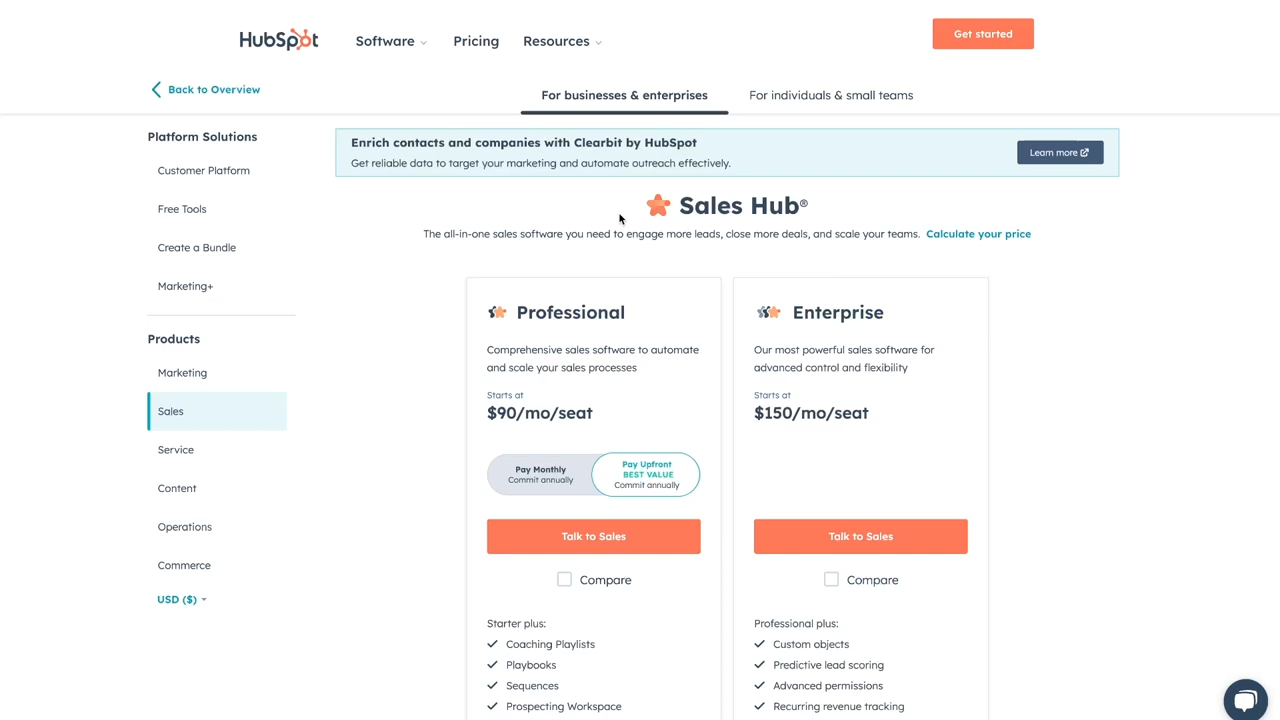 HubSpot
Software
Pricing
Resources
Get started
Back to Overview
For businesses & enterprises
For individuals & small teams
Platform Solutions
Customer Platform
Free Tools
Create a Bundle
Marketing+
Products
Marketing
Sales
Service
Content
Operations
Commerce
USD ($)
Enrich contacts and companies with Clearbit by HubSpot
Get reliable data to target your marketing and automate outreach effectively.
Learn more
Sales Hub®
The all-in-one sales software you need to engage more leads, close more deals, and scale your teams. Calculate your price
Professional
Comprehensive sales software to automate
and scale your sales processes
Starts at
$90/mo/seat
Pay Monthly
Commit annually
Pay Upfront
BEST VALUE
Commit annually
Talk to Sales
Compare
Starter plus:
Coaching Playlists
Playbooks
Sequences
Prospecting Workspace
Enterprise
Our most powerful sales software for
advanced control and flexibility
Starts at
$150/mo/seat
Talk to Sales
Compare
Professional plus:
Custom objects
Predictive lead scoring
Advanced permissions
Recurring revenue tracking